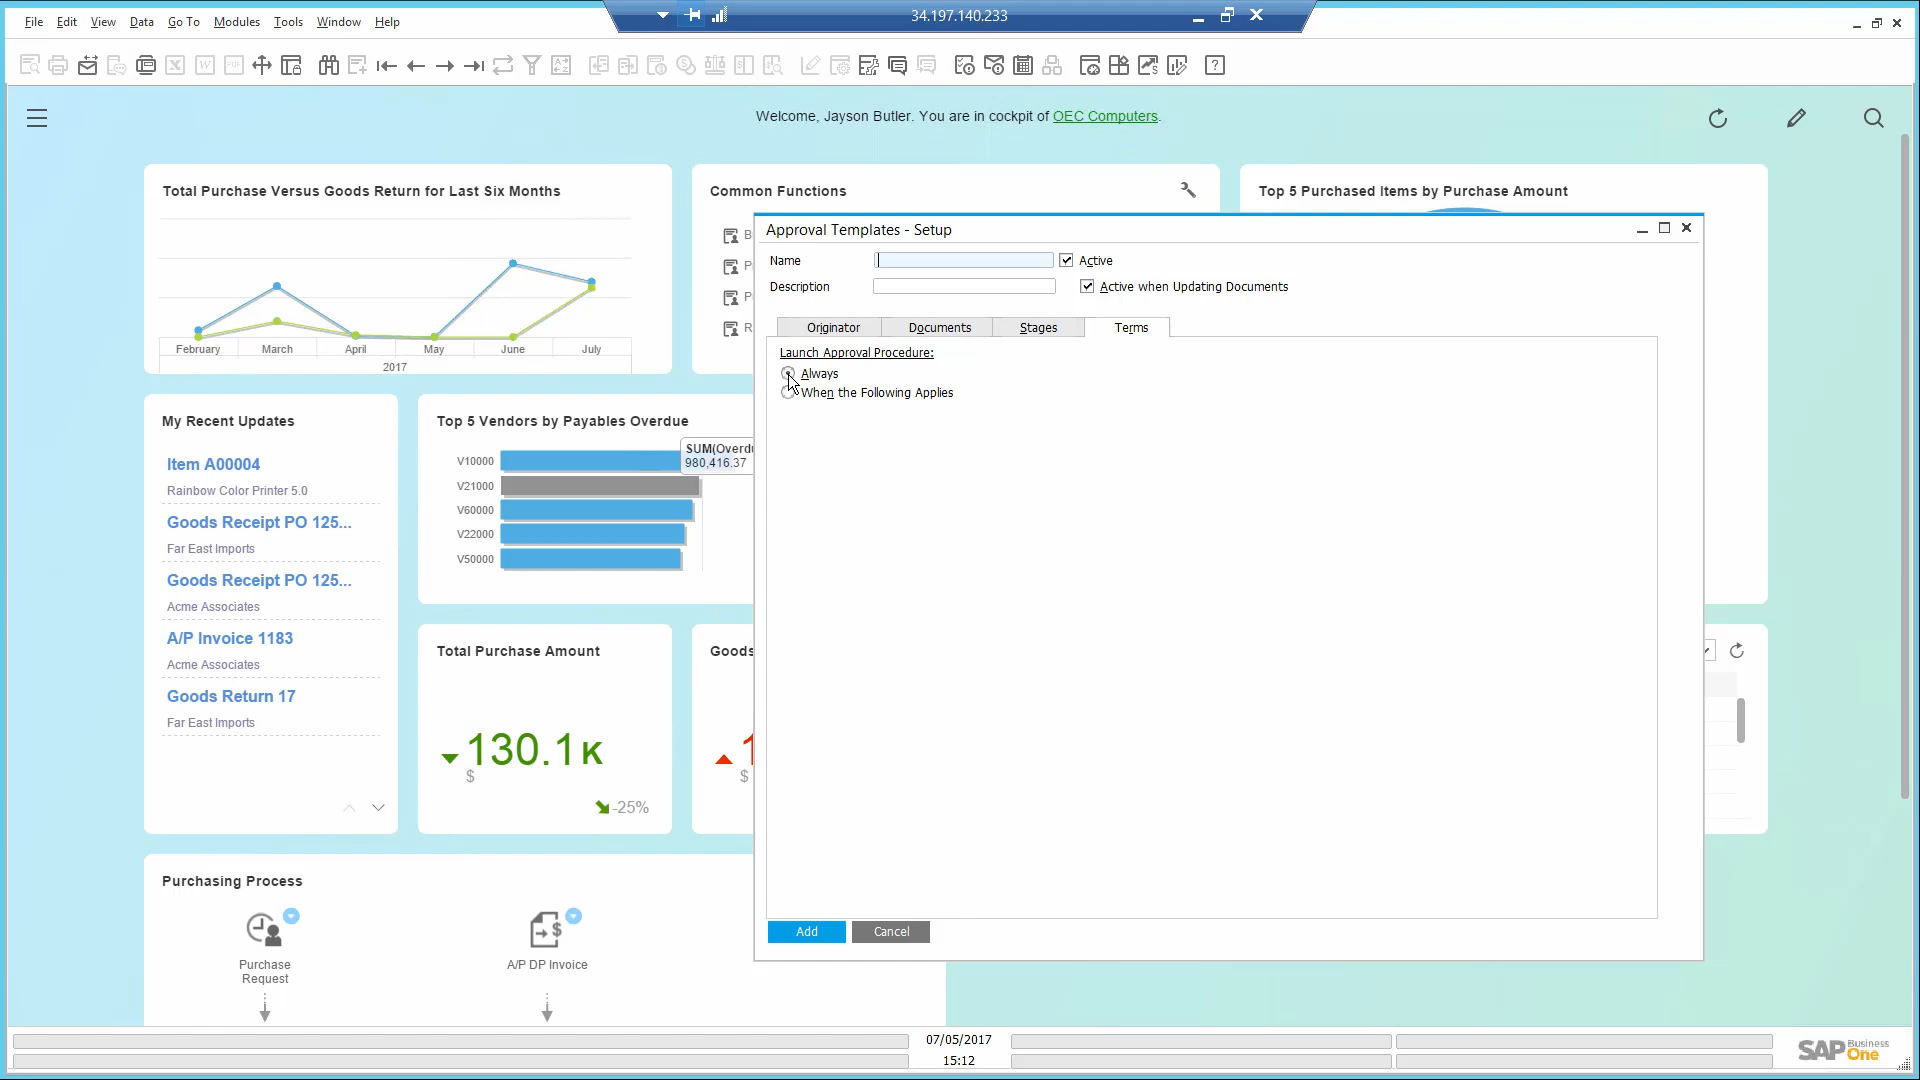 File Edit View Data Go To Modules Tools Window Help
34.197.140.233
Welcome, Jayson Butler. You are in cockpit of OEC Computers.
Total Purchase Versus Goods Return for Last Six Months
February March April May June July
2017
Common Functions
B
P
P
R
Top 5 Purchased Items by Purchase Amount
Approval Templates - Setup
Name
Active
Description
Active when Updating Documents
Originator Documents Stages Terms
Launch Approval Procedure:
Always
When the Following Applies
Add Cancel
My Recent Updates
Item A00004
Rainbow Color Printer 5.0
Goods Receipt PO 125...
Far East Imports
Goods Receipt PO 125...
Acme Associates
A/P Invoice 1183
Acme Associates
Goods Return 17
Far East Imports
Top 5 Vendors by Payables Overdue
SUM(Overdu
980,416.37
V10000
V21000
V60000
V22000
V50000
Total Purchase Amount
130.1K
$
-25%
Goods
1
$
Purchasing Process
Purchase
Request
A/P DP Invoice
07/05/2017
15:12
SAP Business One